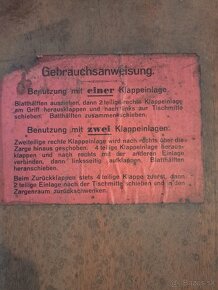 Gebrauchsanweisung.
Benutzung mit einer Klappeinlage.
Blatthälften ausziehen, dann 2 teilige rechte Klappeinlage
am Griff herausklappen und nach links zur Tischmitte
schieben. Blatthälften zusammenschieben.
Benutzung mit zwei Klappeinlagen.
Zweiteilige rechte Klappeinlage wird nach rechts über die
Zarge hinaus geschoben. 4 teilige Klappeinlage heraus-
klappen und nach rechts mit der anderen Einlage
verbinden, dann linksseitig aufklappen. Blatthälften
heranschieben.
Beim Zurückklappen stets 4 teilige Klappe zuerst, dann
2 teilige Einlage nach der Tischmitte schieben und in den
Zargenraum zurückschwenken.